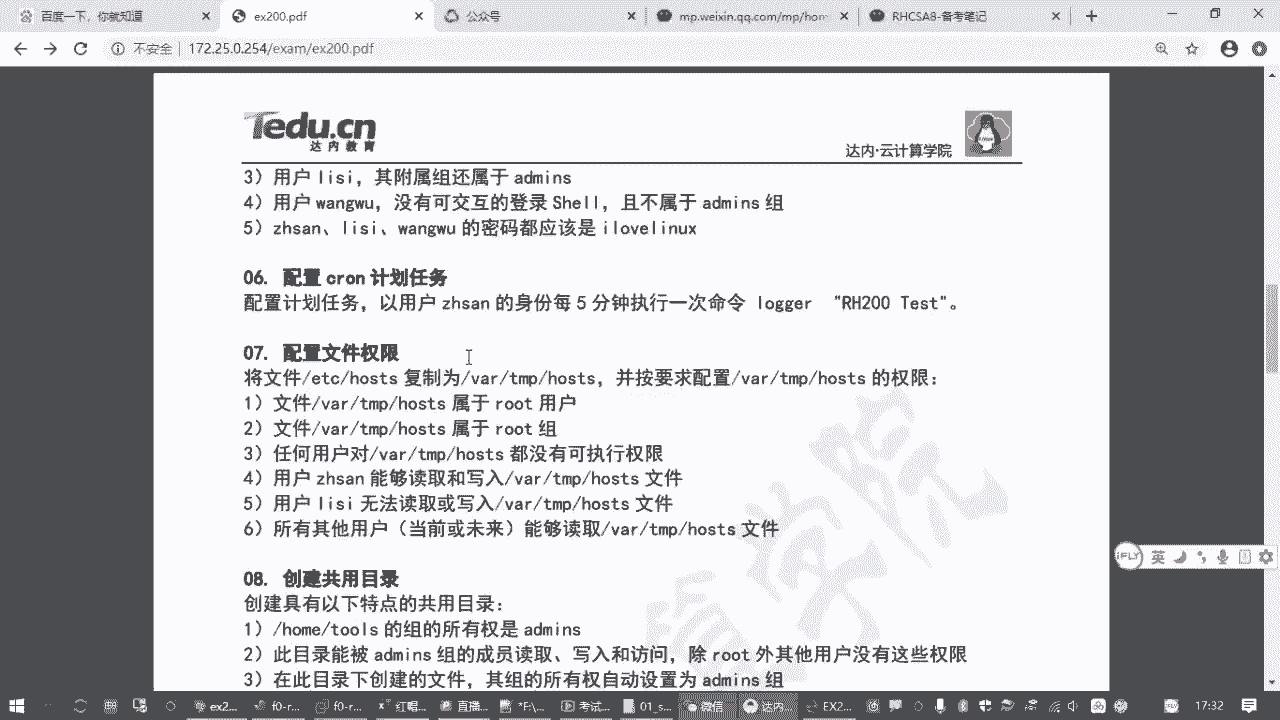 百度一下，你就知道
ex200.pdf
公众号
mp.weixin.qq.com/mp/hom
RHCSA8-备考笔记
不安全 | 172.25.0.254/exam/ex200.pdf
Tedu.cn
达内教育
达内·云计算学院
3）用户 lisi，其附属组还属于 admins
4）用户 wangwu，没有可交互的登录 Shell，且不属于 admins 组
5）zhsan、lisi、wangwu 的密码都应该是 ilovelinux
06. 配置 cron 计划任务
配置计划任务，以用户 zhsan 的身份每 5 分钟执行一次命令 logger “RH200 Test"。
07. 配置文件权限
将文件/etc/hosts 复制为/var/tmp/hosts，并按要求配置/var/tmp/hosts 的权限：
1）文件/var/tmp/hosts 属于 root 用户
2）文件/var/tmp/hosts 属于 root 组
3）任何用户对/var/tmp/hosts 都没有可执行权限
4）用户 zhsan 能够读取和写入/var/tmp/hosts 文件
5）用户 lisi 无法读取或写入/var/tmp/hosts 文件
6）所有其他用户（当前或未来）能够读取/var/tmp/hosts 文件
08. 创建共用目录
创建具有以下特点的共用目录：
1）/home/tools 的组的所有权是 admins
2）此目录能被 admins 组的成员读取、写入和访问，除 root 外其他用户没有这些权限
3）在此目录下创建的文件，其组的所有权自动设置为 admins 组
学院
iFLY 英
ex2...
f0-r...
f0-r...
红帽...
直播...
*E\...
考试...
01_s...
微信
EX2...
17:32